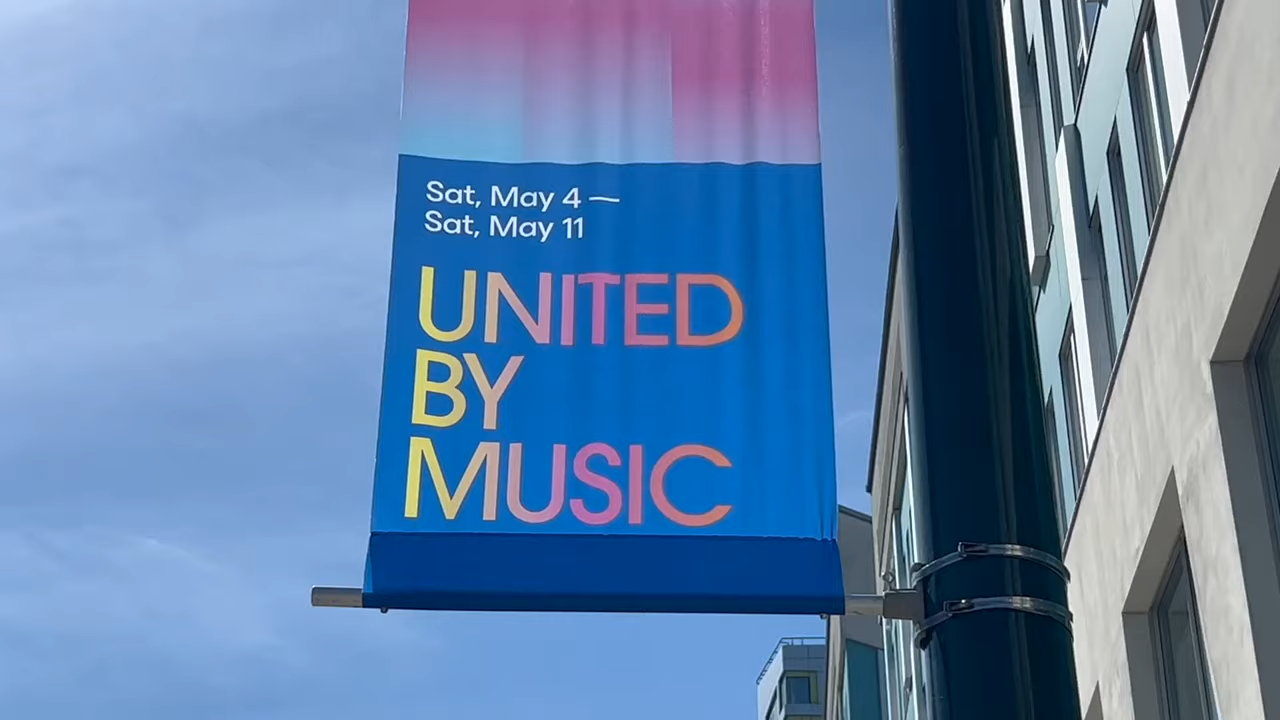 Sat, May 4 —
Sat, May 11
UNITED
BY
MUSIC